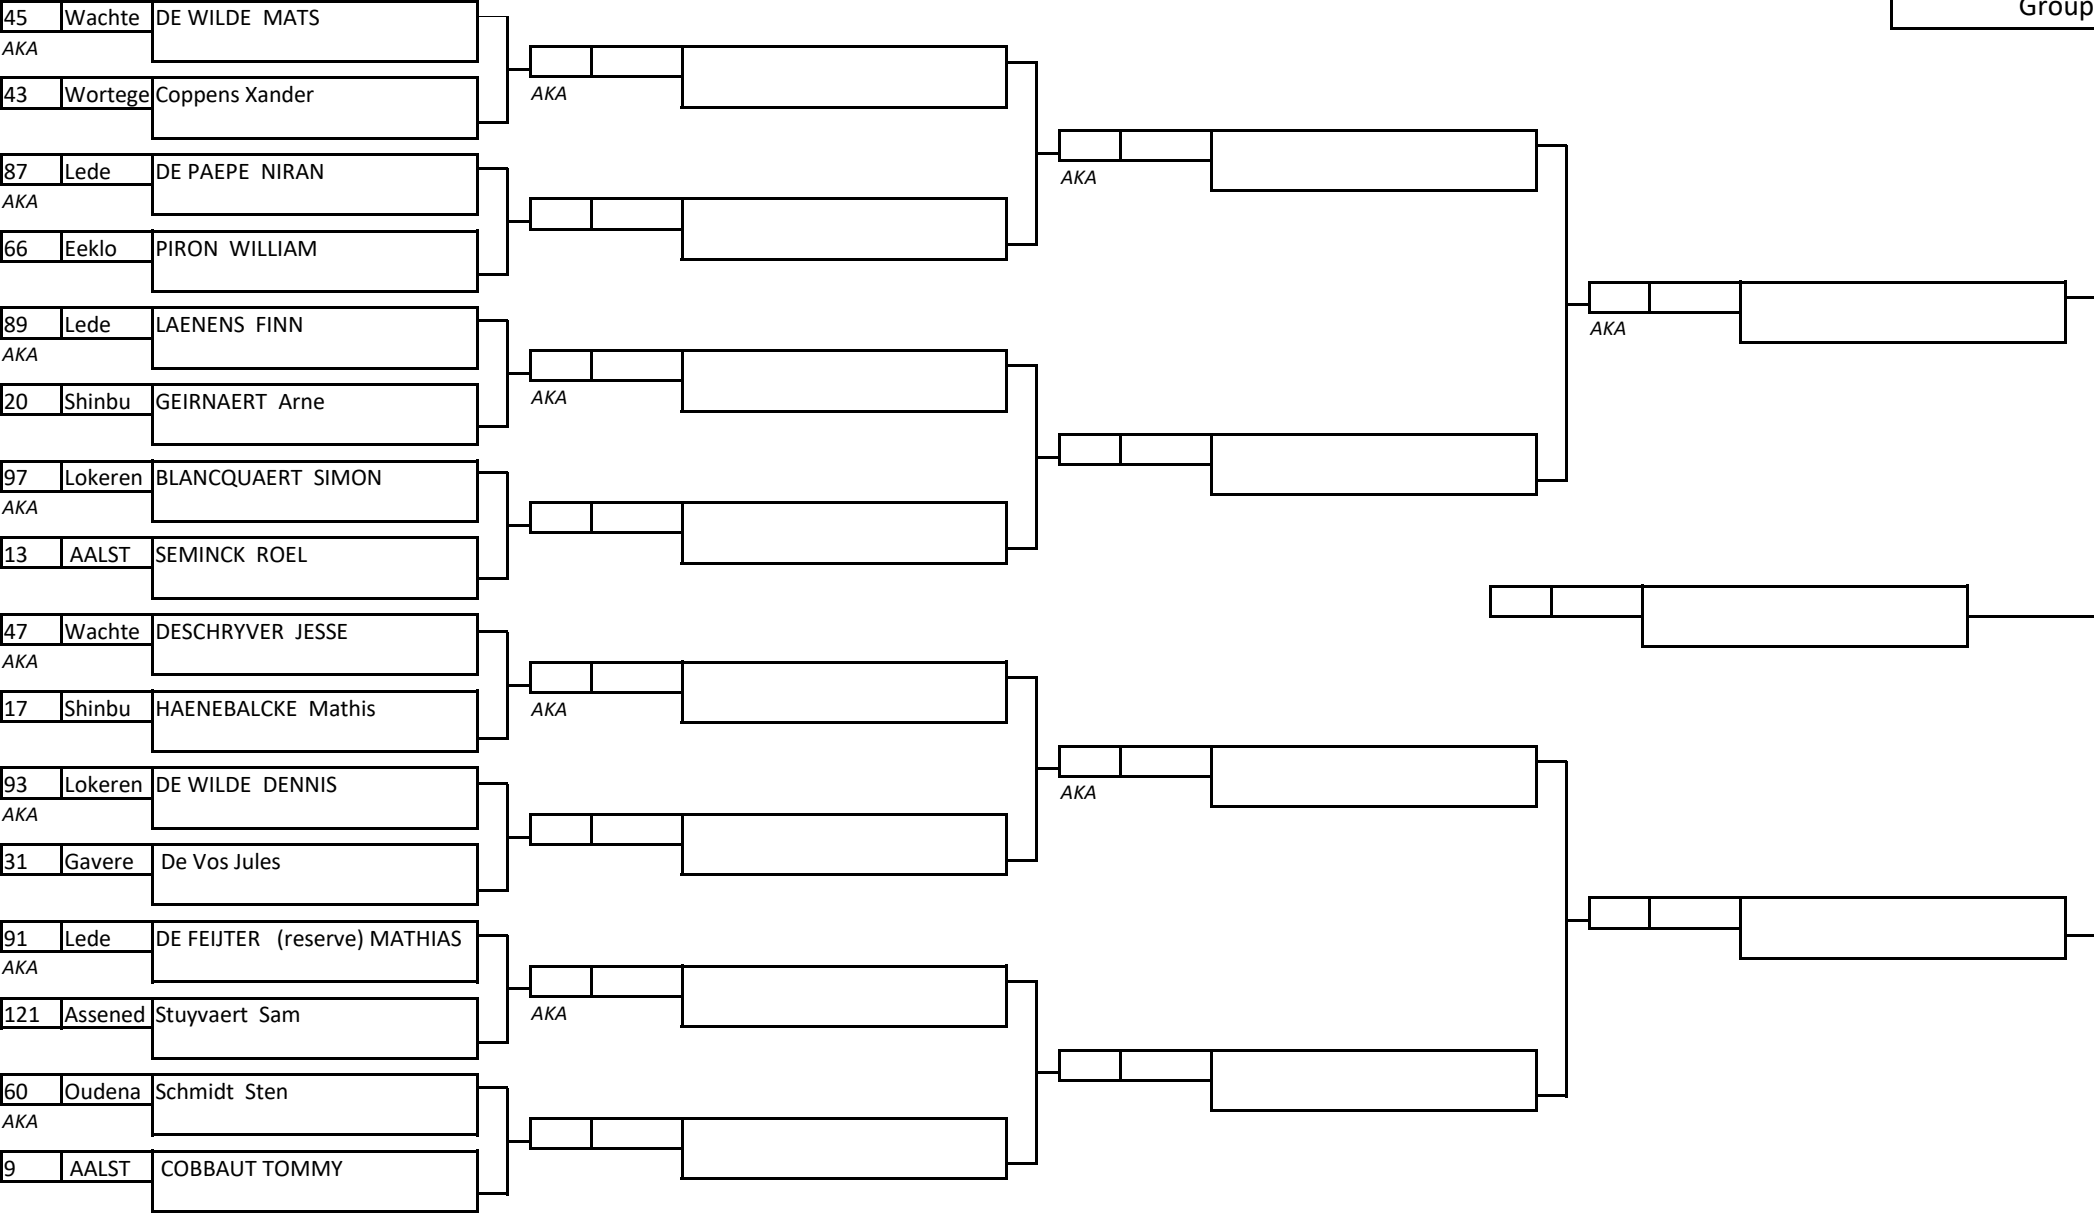 Group
45 Wachte DE WILDE MATS
AKA
AKA
43 Wortege Coppens Xander
87 Lede DE PAEPE NIRAN
AKA
AKA
66 Eeklo PIRON WILLIAM
89 Lede LAENENS FINN
AKA
AKA
20 Shinbu GEIRNAERT Arne
AKA
97 Lokeren BLANCQUAERT SIMON
AKA
13 AALST SEMINCK ROEL
47 Wachte DESCHRYVER JESSE
AKA
17 Shinbu HAENEBALCKE Mathis
AKA
93 Lokeren DE WILDE DENNIS
AKA
AKA
31 Gavere De Vos Jules
91 Lede DE FEIJTER (reserve) MATHIAS
AKA
121 Assened Stuyvaert Sam
AKA
60 Oudena Schmidt Sten
AKA
9 AALST COBBAUT TOMMY